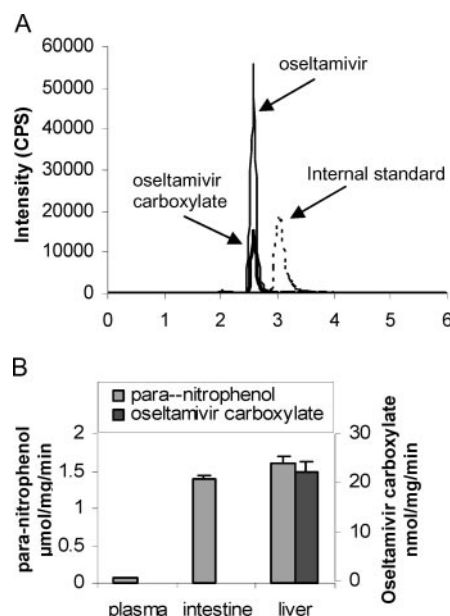 A
60000
50000
40000
30000
20000
10000
0
Intensity (CPS)
oseltamivir
oseltamivir
carboxylate
Internal standard
0 1 2 3 4 5 6
B
para--nitrophenol
oseltamivir carboxylate
para-nitrophenol
µmol/mg/min
2
1.5
1
0.5
0
30
20
10
0
Oseltamivir carboxylate
nmol/mg/min
plasma intestine liver